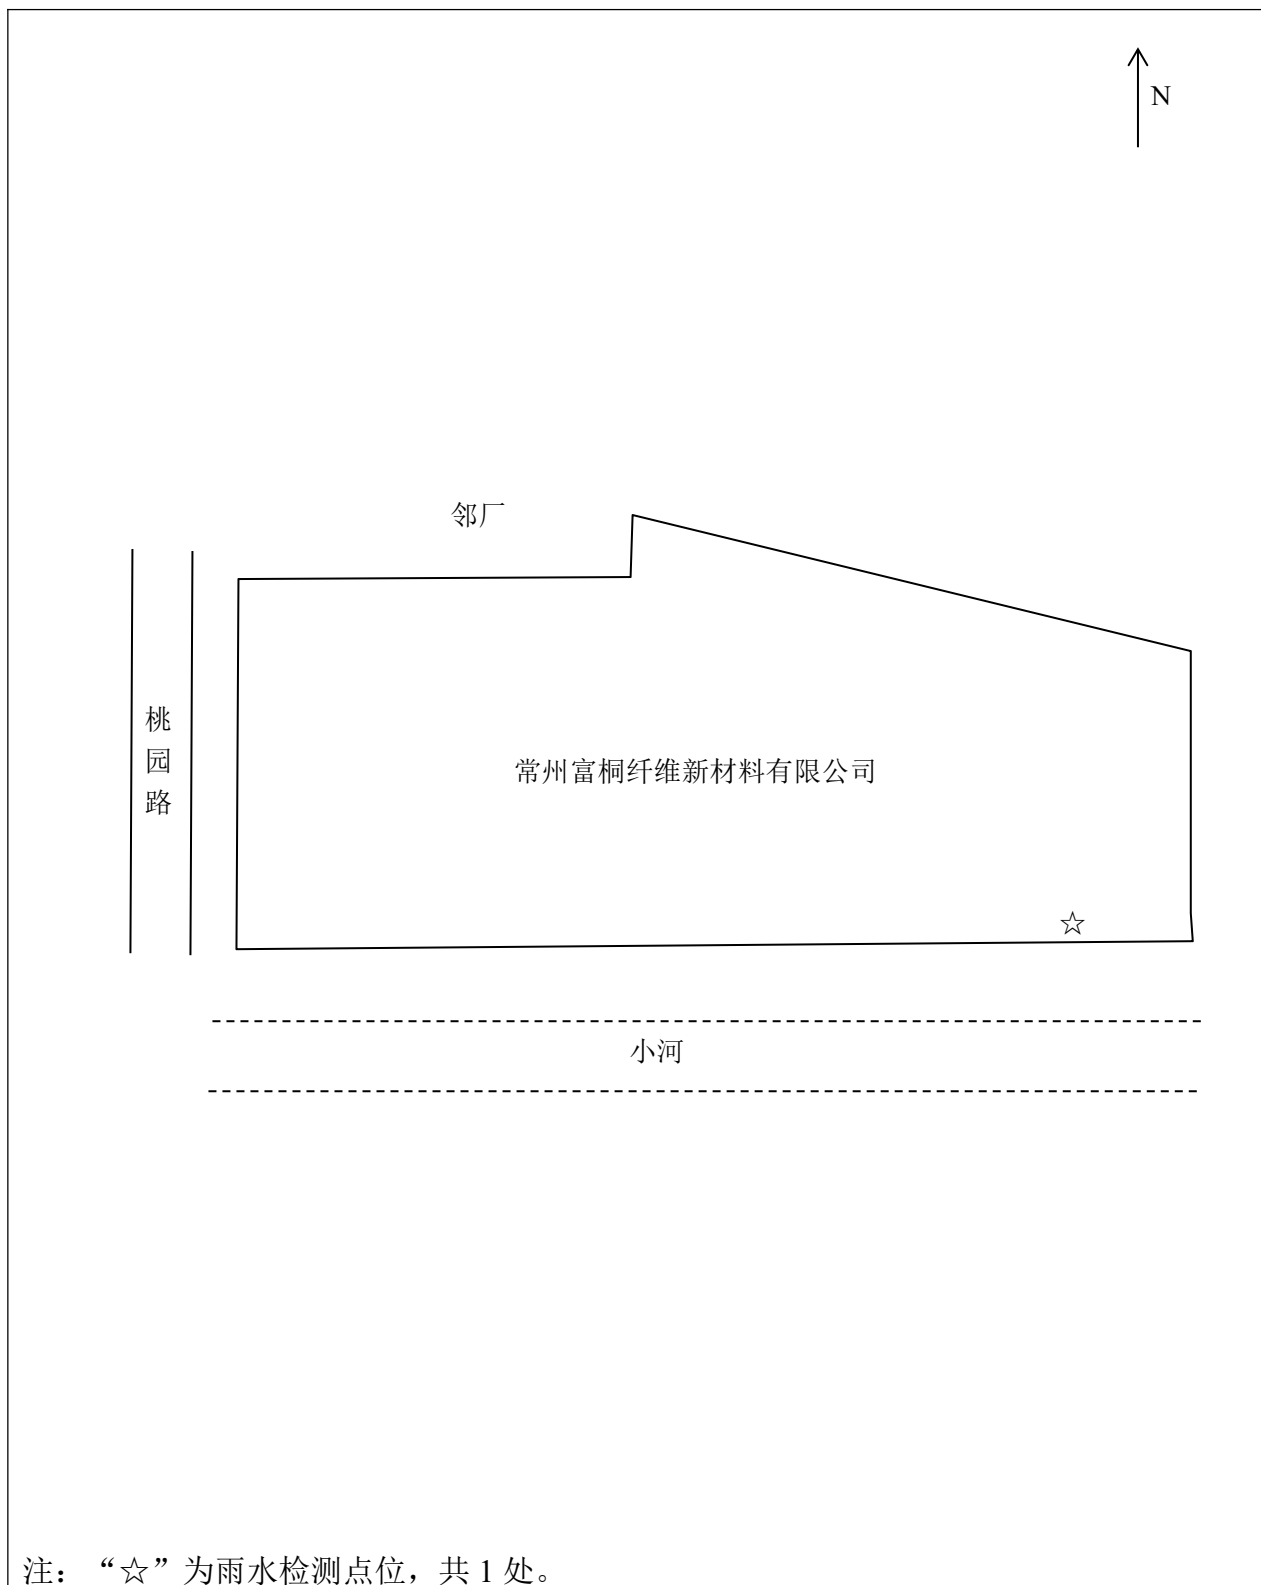 N
邻厂
桃园路
常州富桐纤维新材料有限公司
☆
小河
注：“☆”为雨水检测点位，共 1 处。